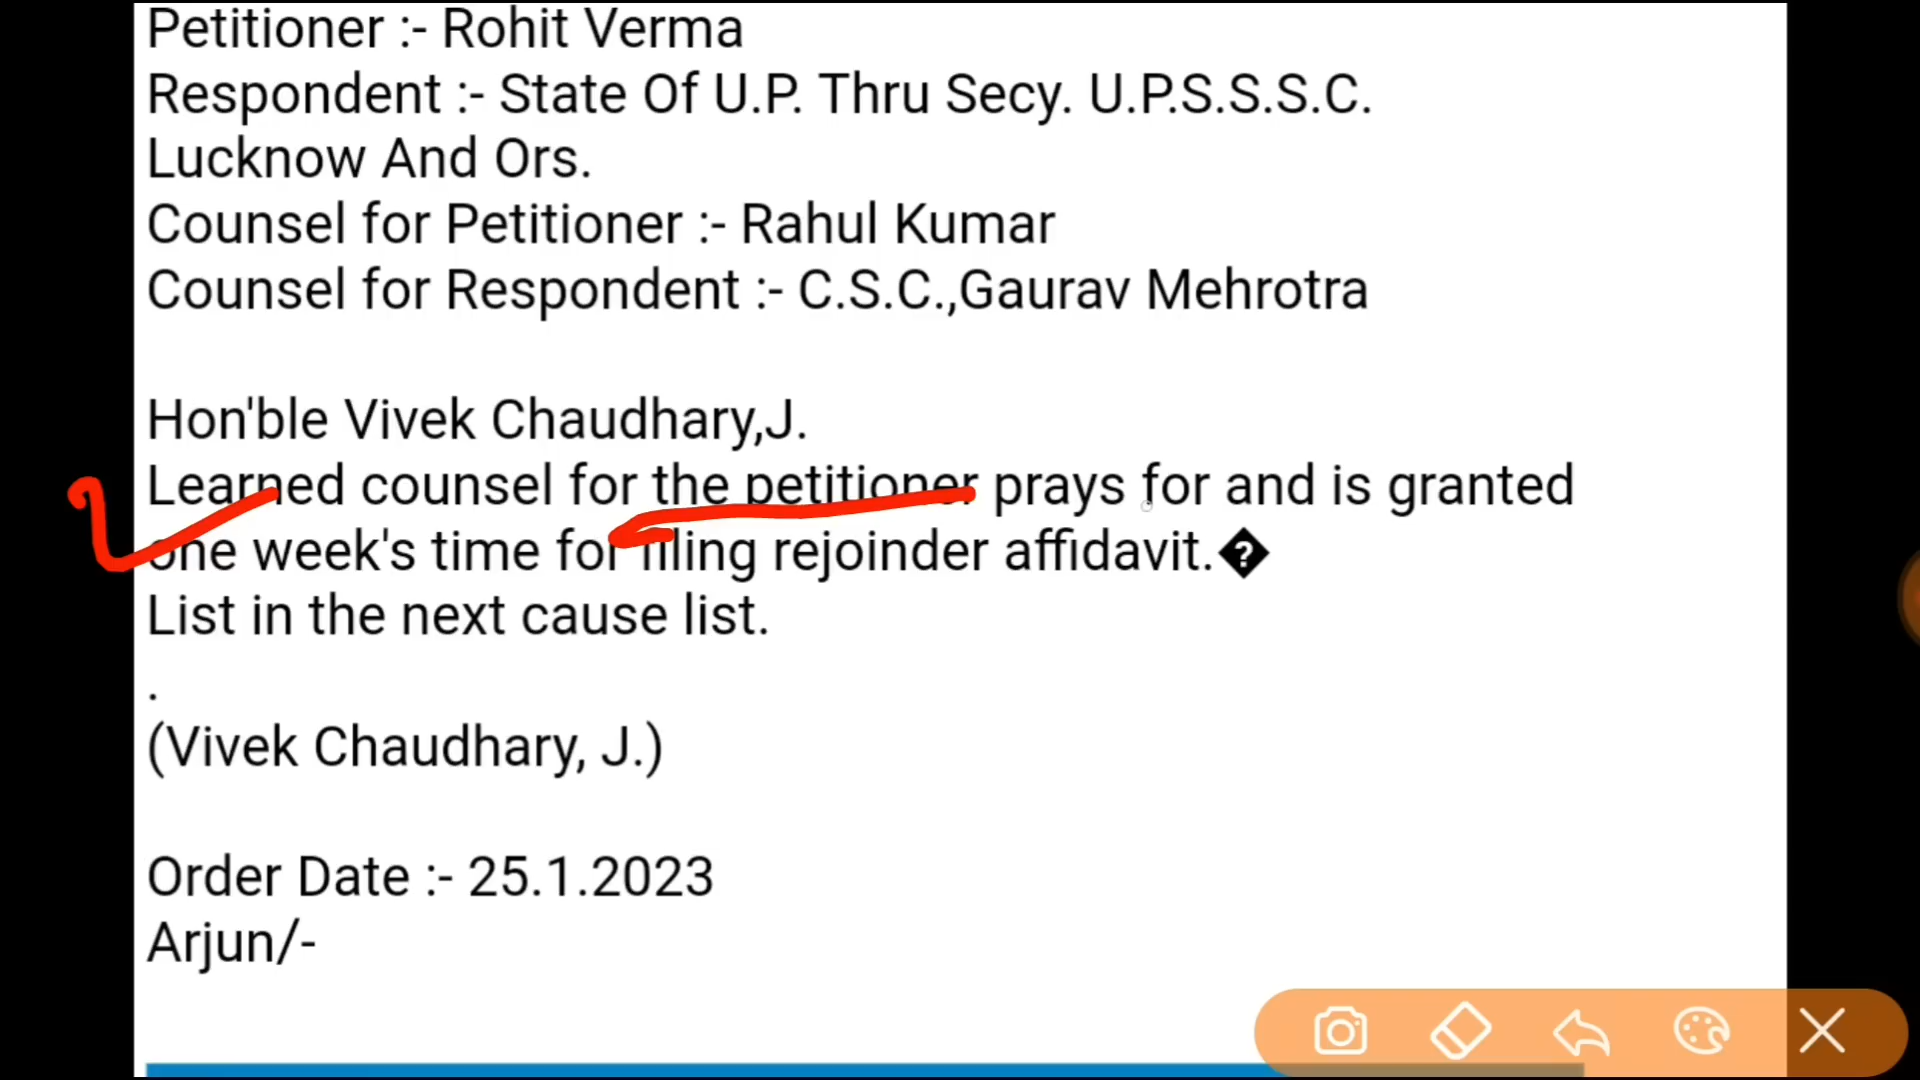 Petitioner :- Rohit Verma
Respondent :- State Of U.P. Thru Secy. U.P.S.S.S.C.
Lucknow And Ors.
Counsel for Petitioner :- Rahul Kumar
Counsel for Respondent :- C.S.C.,Gaurav Mehrotra
Hon'ble Vivek Chaudhary,J.
Learned counsel for the petitioner prays for and is granted
one week's time for filing rejoinder affidavit.�
List in the next cause list.
.
(Vivek Chaudhary, J.)
Order Date :- 25.1.2023
Arjun/-